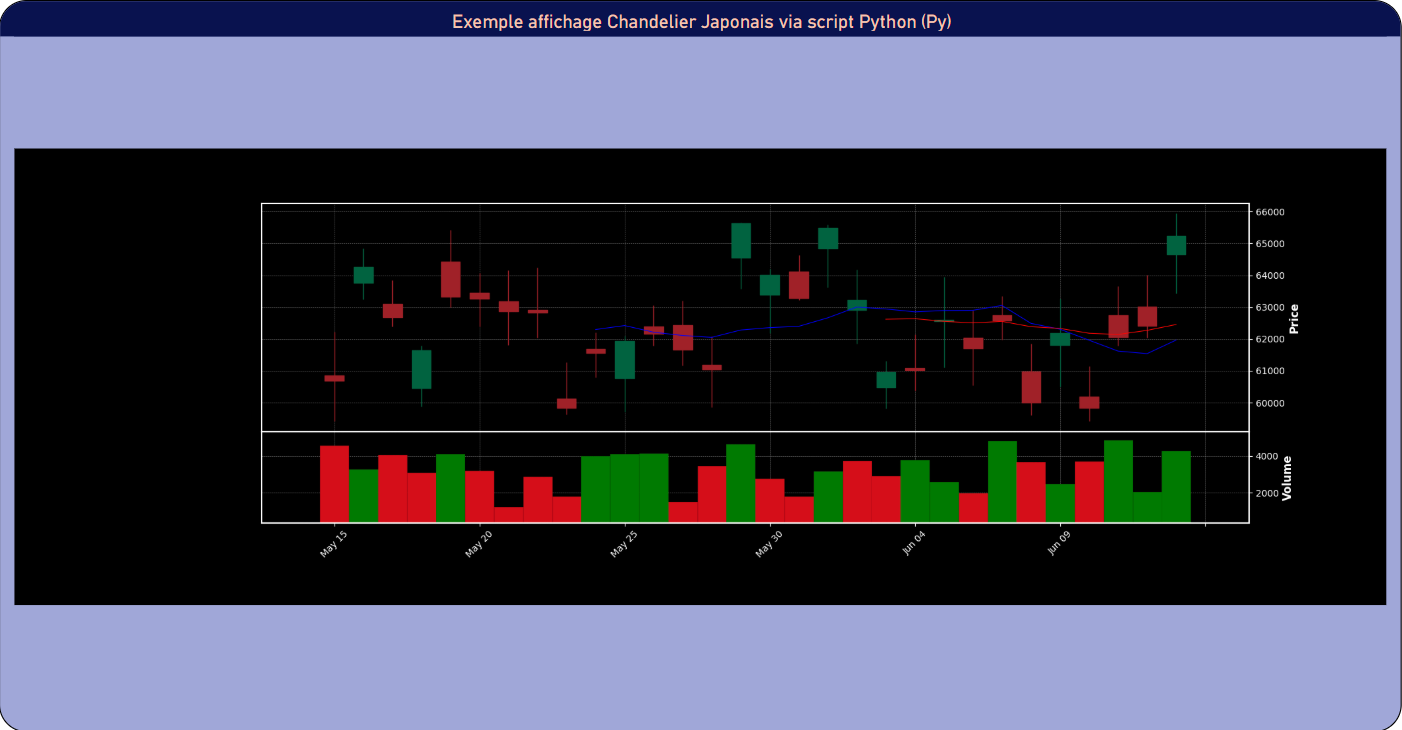 Exemple affichage Chandelier Japonais via script Python (Py)
66000
65000
64000
63000
62000
61000
60000
Price
4000
2000
Volume
May 15
May 20
May 25
May 30
Jun 04
Jun 09